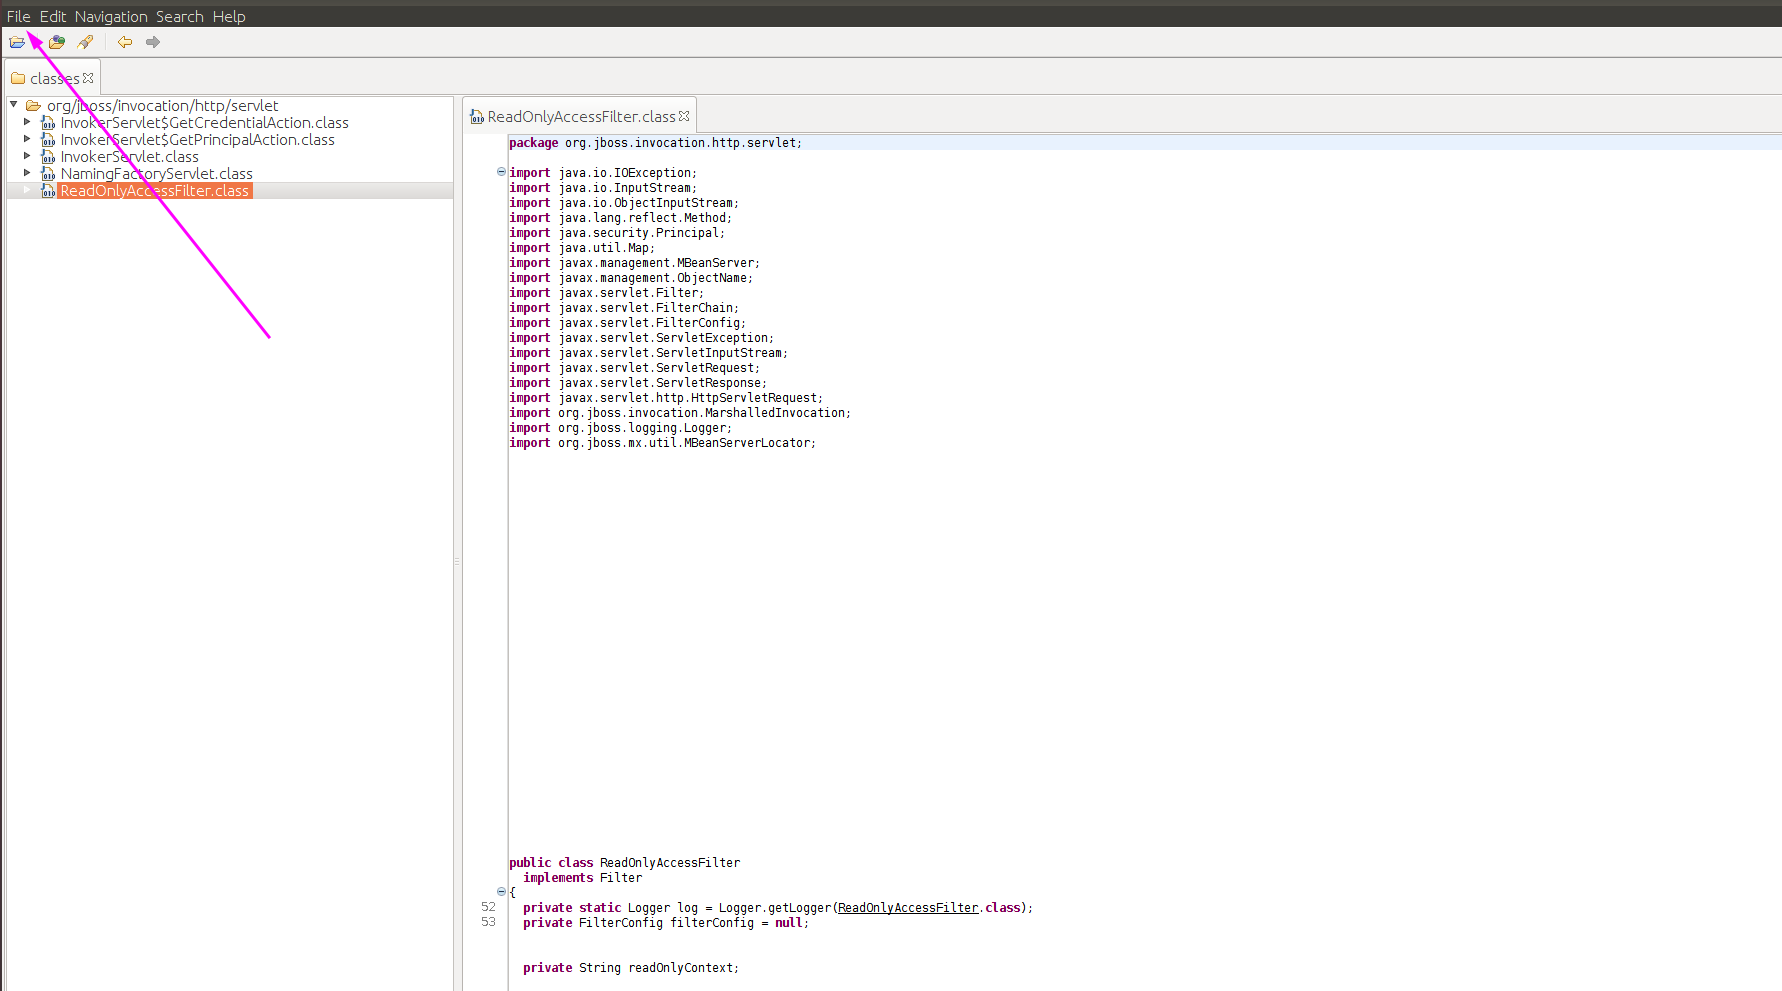 File Edit Navigation Search Help
classes
org/jboss/invocation/http/servlet
InvokerServlet$GetCredentialAction.class
InvokerServlet$GetPrincipalAction.class
InvokerServlet.class
NamingFactoryServlet.class
ReadOnlyAccessFilter.class
ReadOnlyAccessFilter.class
package org.jboss.invocation.http.servlet;
import java.io.IOException;
import java.io.InputStream;
import java.io.ObjectInputStream;
import java.lang.reflect.Method;
import java.security.Principal;
import java.util.Map;
import javax.management.MBeanServer;
import javax.management.ObjectName;
import javax.servlet.Filter;
import javax.servlet.FilterChain;
import javax.servlet.FilterConfig;
import javax.servlet.ServletException;
import javax.servlet.ServletInputStream;
import javax.servlet.ServletRequest;
import javax.servlet.ServletResponse;
import javax.servlet.http.HttpServletRequest;
import org.jboss.invocation.MarshalledInvocation;
import org.jboss.logging.Logger;
import org.jboss.mx.util.MBeanServerLocator;
public class ReadOnlyAccessFilter
implements Filter
{
52 private static Logger log = Logger.getLogger(ReadOnlyAccessFilter.class);
53 private FilterConfig filterConfig = null;
private String readOnlyContext;